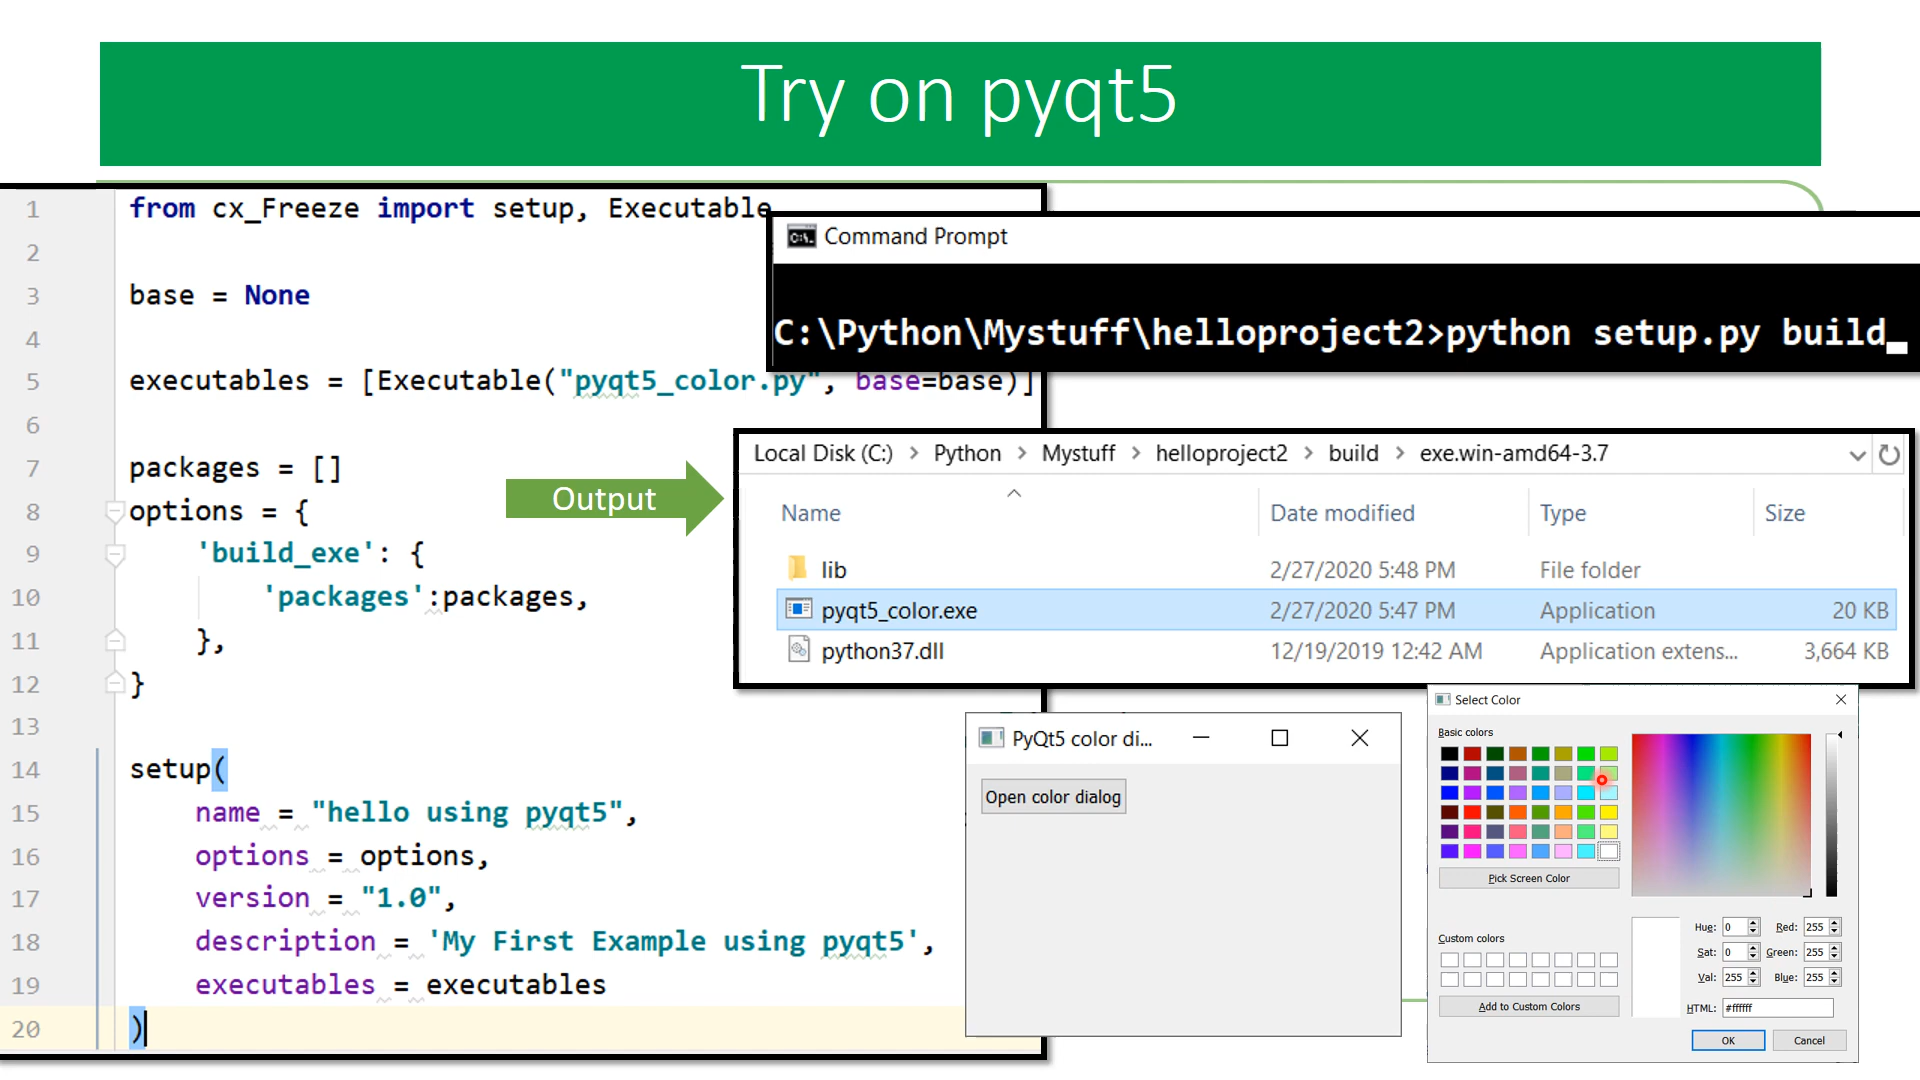 Try on pyqt5
1 from cx_Freeze import setup, Executable
2
3 base = None
4
5 executables = [Executable("pyqt5_color.py", base=base)]
6
7 packages = []
8 options = {
9 'build_exe': {
10 'packages':packages,
11 },
12 }
13
14 setup(
15 name = "hello using pyqt5",
16 options = options,
17 version = "1.0",
18 description = 'My First Example using pyqt5',
19 executables = executables
20 )
Command Prompt
C:\Python\Mystuff\helloproject2>python setup.py build_
Output
Local Disk (C:) > Python > Mystuff > helloproject2 > build > exe.win-amd64-3.7
Name Date modified Type Size
lib 2/27/2020 5:48 PM File folder
pyqt5_color.exe 2/27/2020 5:47 PM Application 20 KB
python37.dll 12/19/2019 12:42 AM Application extens... 3,664 KB
PyQt5 color di...
Open color dialog
Select Color
Basic colors
Pick Screen Color
Custom colors
Add to Custom Colors
Hue: 0 Red: 255
Sat: 0 Green: 255
Val: 255 Blue: 255
HTML: #ffffff
OK Cancel